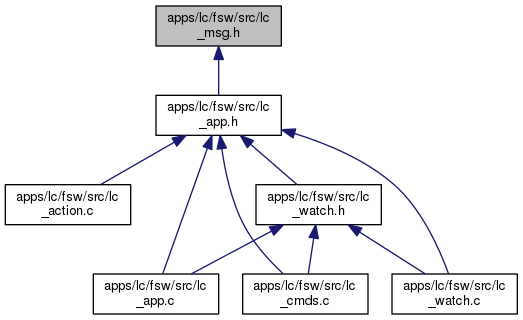 apps/lc/fsw/src/lc
_msg.h
apps/lc/fsw/src/lc
_app.h
apps/lc/fsw/src/lc
_action.c
apps/lc/fsw/src/lc
_watch.h
apps/lc/fsw/src/lc
_app.c
apps/lc/fsw/src/lc
_cmds.c
apps/lc/fsw/src/lc
_watch.c